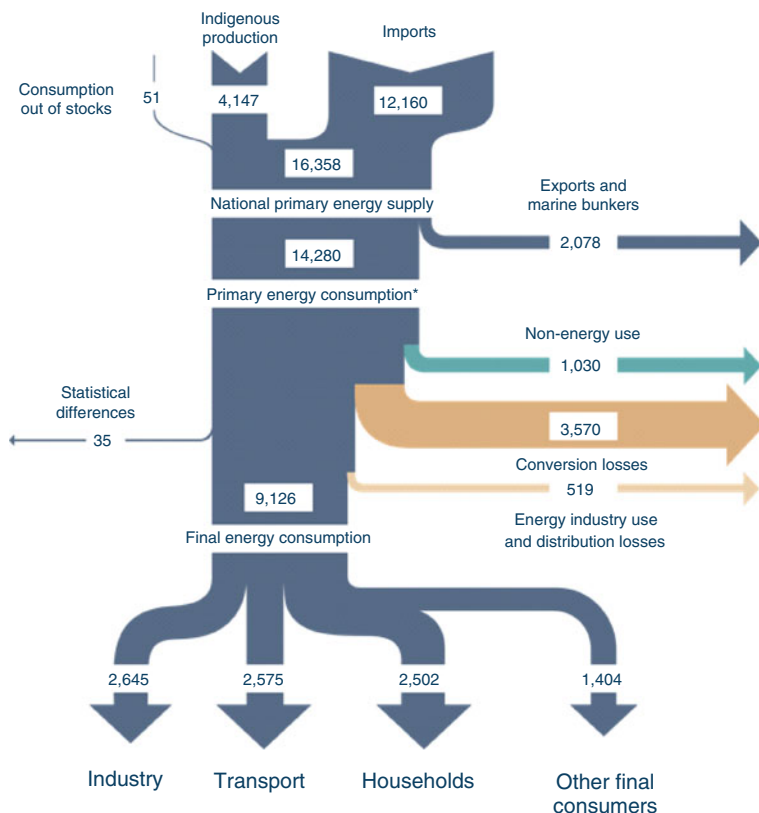 Indigenous
production
Imports
Consumption
out of stocks
51
4,147
12,160
16,358
National primary energy supply
Exports and
marine bunkers
2,078
14,280
Primary energy consumption*
Non-energy use
1,030
Statistical
differences
35
3,570
Conversion losses
519
Energy industry use
and distribution losses
9,126
Final energy consumption
2,645
2,575
2,502
1,404
Industry
Transport
Households
Other final
consumers